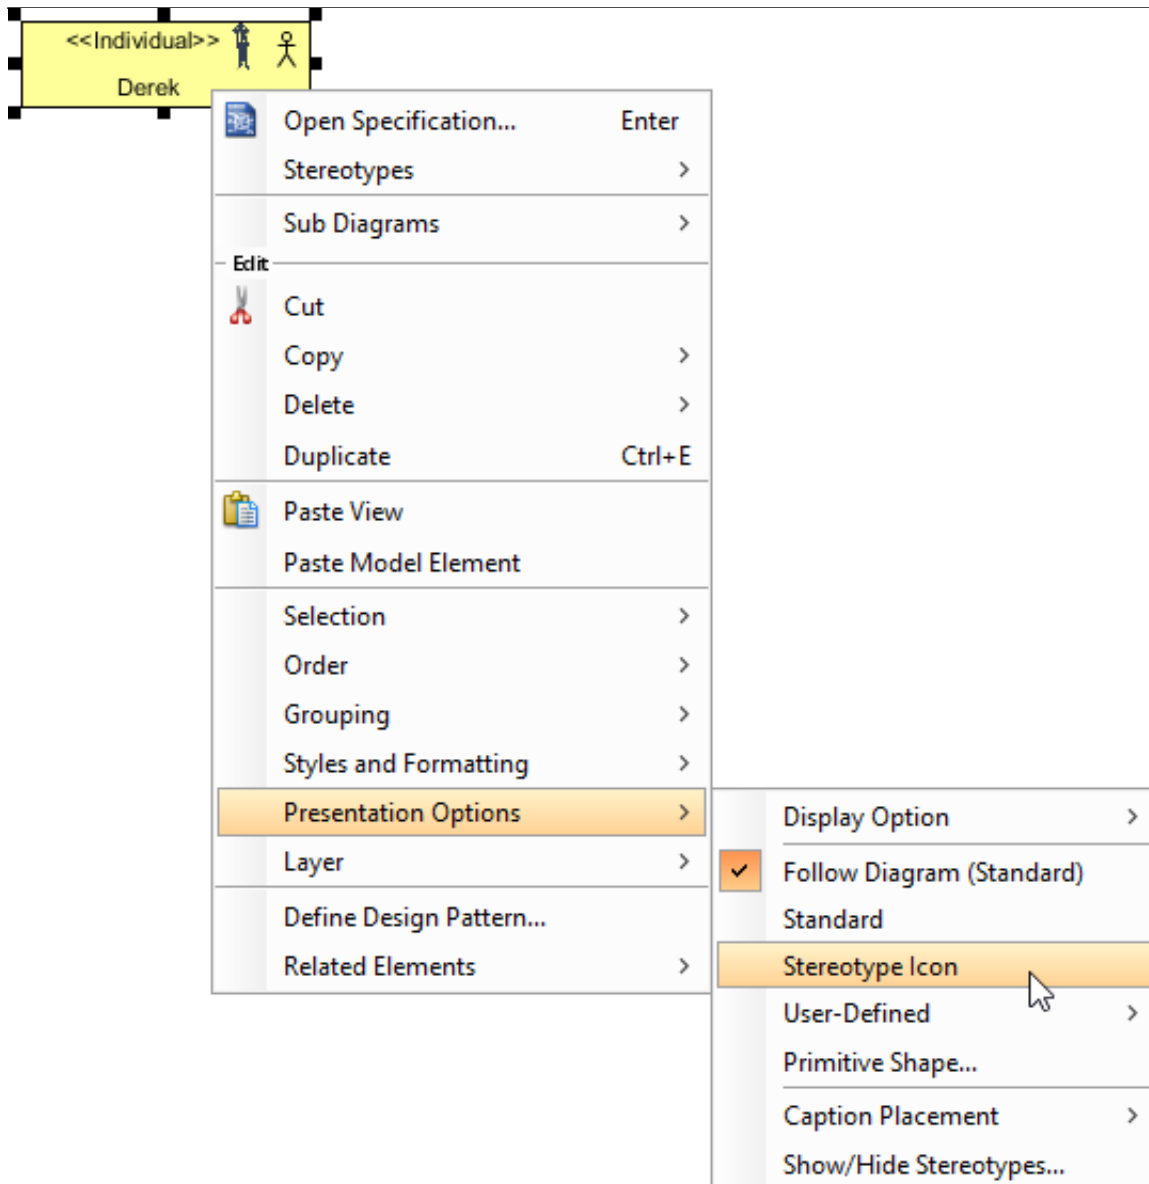 <<Individual>>
Derek
Open Specification... Enter
Stereotypes
Sub Diagrams
Edit
Cut
Copy
Delete
Duplicate Ctrl+E
Paste View
Paste Model Element
Selection
Order
Grouping
Styles and Formatting
Presentation Options
Layer
Define Design Pattern...
Related Elements
Display Option
Follow Diagram (Standard)
Standard
Stereotype Icon
User-Defined
Primitive Shape...
Caption Placement
Show/Hide Stereotypes...